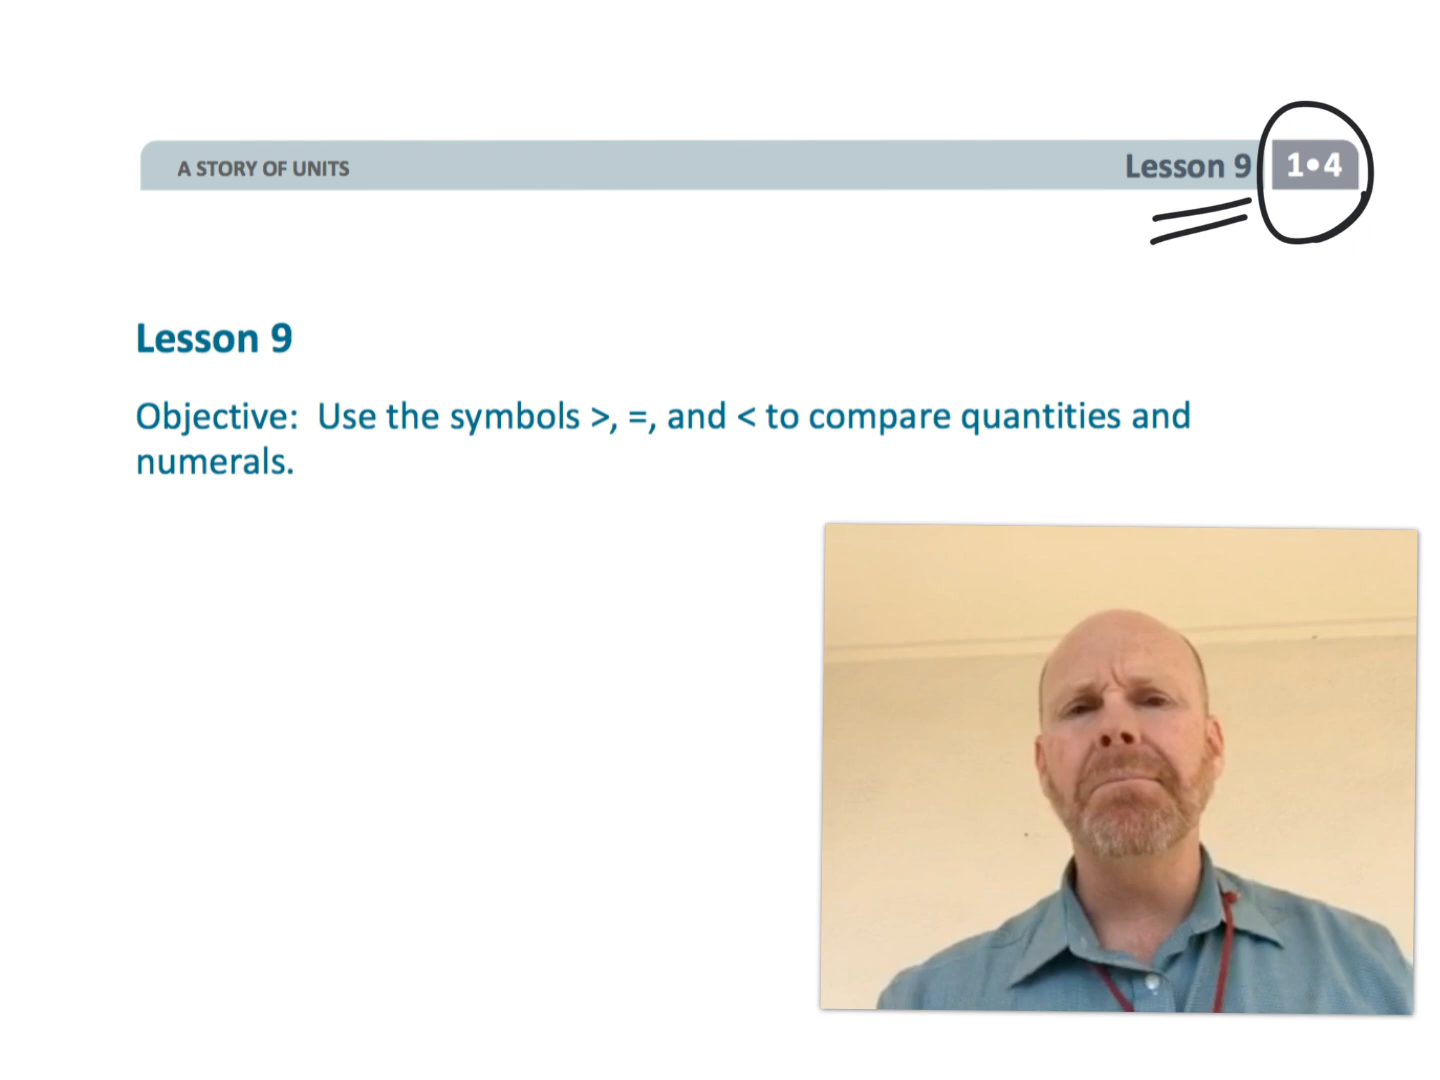 A STORY OF UNITS
Lesson 9 1•4
Lesson 9
Objective: Use the symbols >, =, and < to compare quantities and
numerals.